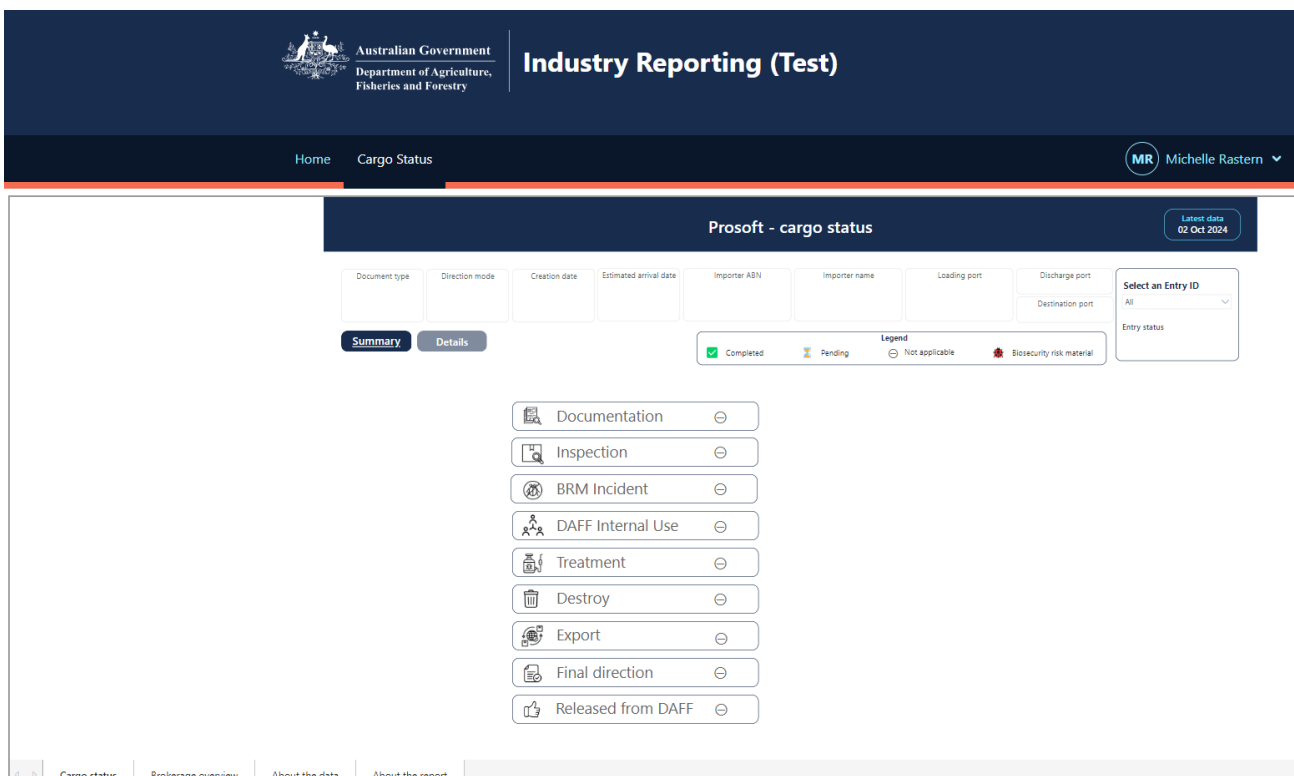 Australian Government
Department of Agriculture,
Fisheries and Forestry
Industry Reporting (Test)
Home
Cargo Status
MR
Michelle Rastern
Prosoft - cargo status
Latest data
02 Oct 2024
Document type
Direction mode
Creation date
Estimated arrival date
Importer ABN
Importer name
Loading port
Discharge port
Destination port
Select an Entry ID
All
Entry status
Summary
Details
Legend
Completed
Pending
Not applicable
Biosecurity risk material
Documentation
Inspection
BRM Incident
DAFF Internal Use
Treatment
Destroy
Export
Final direction
Released from DAFF
Cargo status
Brokerage overview
About the data
About the report